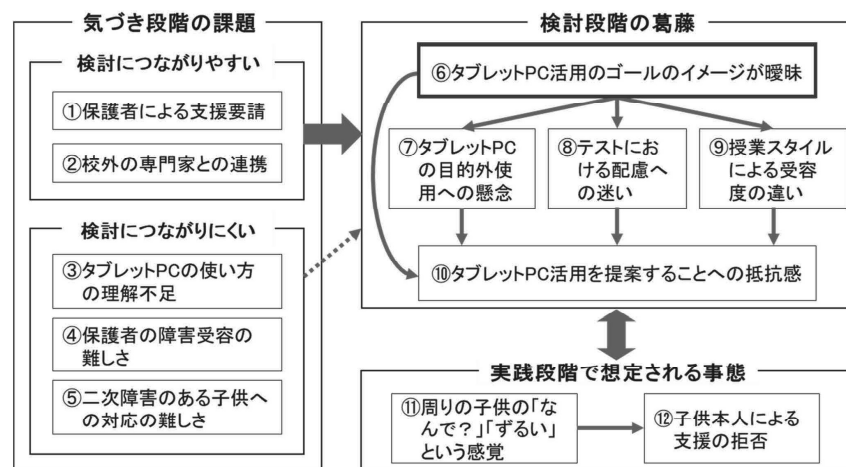 気づき段階の課題
検討につながりやすい
①保護者による支援要請
②校外の専門家との連携
検討につながりにくい
③タブレットPCの使い方
の理解不足
④保護者の障害受容の
難しさ
⑤二次障害のある子供へ
の対応の難しさ
検討段階の葛藤
⑥タブレットPC活用のゴールのイメージが曖昧
⑦タブレットPC
の目的外使
用への懸念
⑧テストにお
ける配慮へ
の迷い
⑨授業スタイル
による受容
度の違い
⑩タブレットPC活用を提案することへの抵抗感
実践段階で想定される事態
⑪周りの子供の「な
んで？」「ずるい」
という感覚
⑫子供本人による
支援の拒否